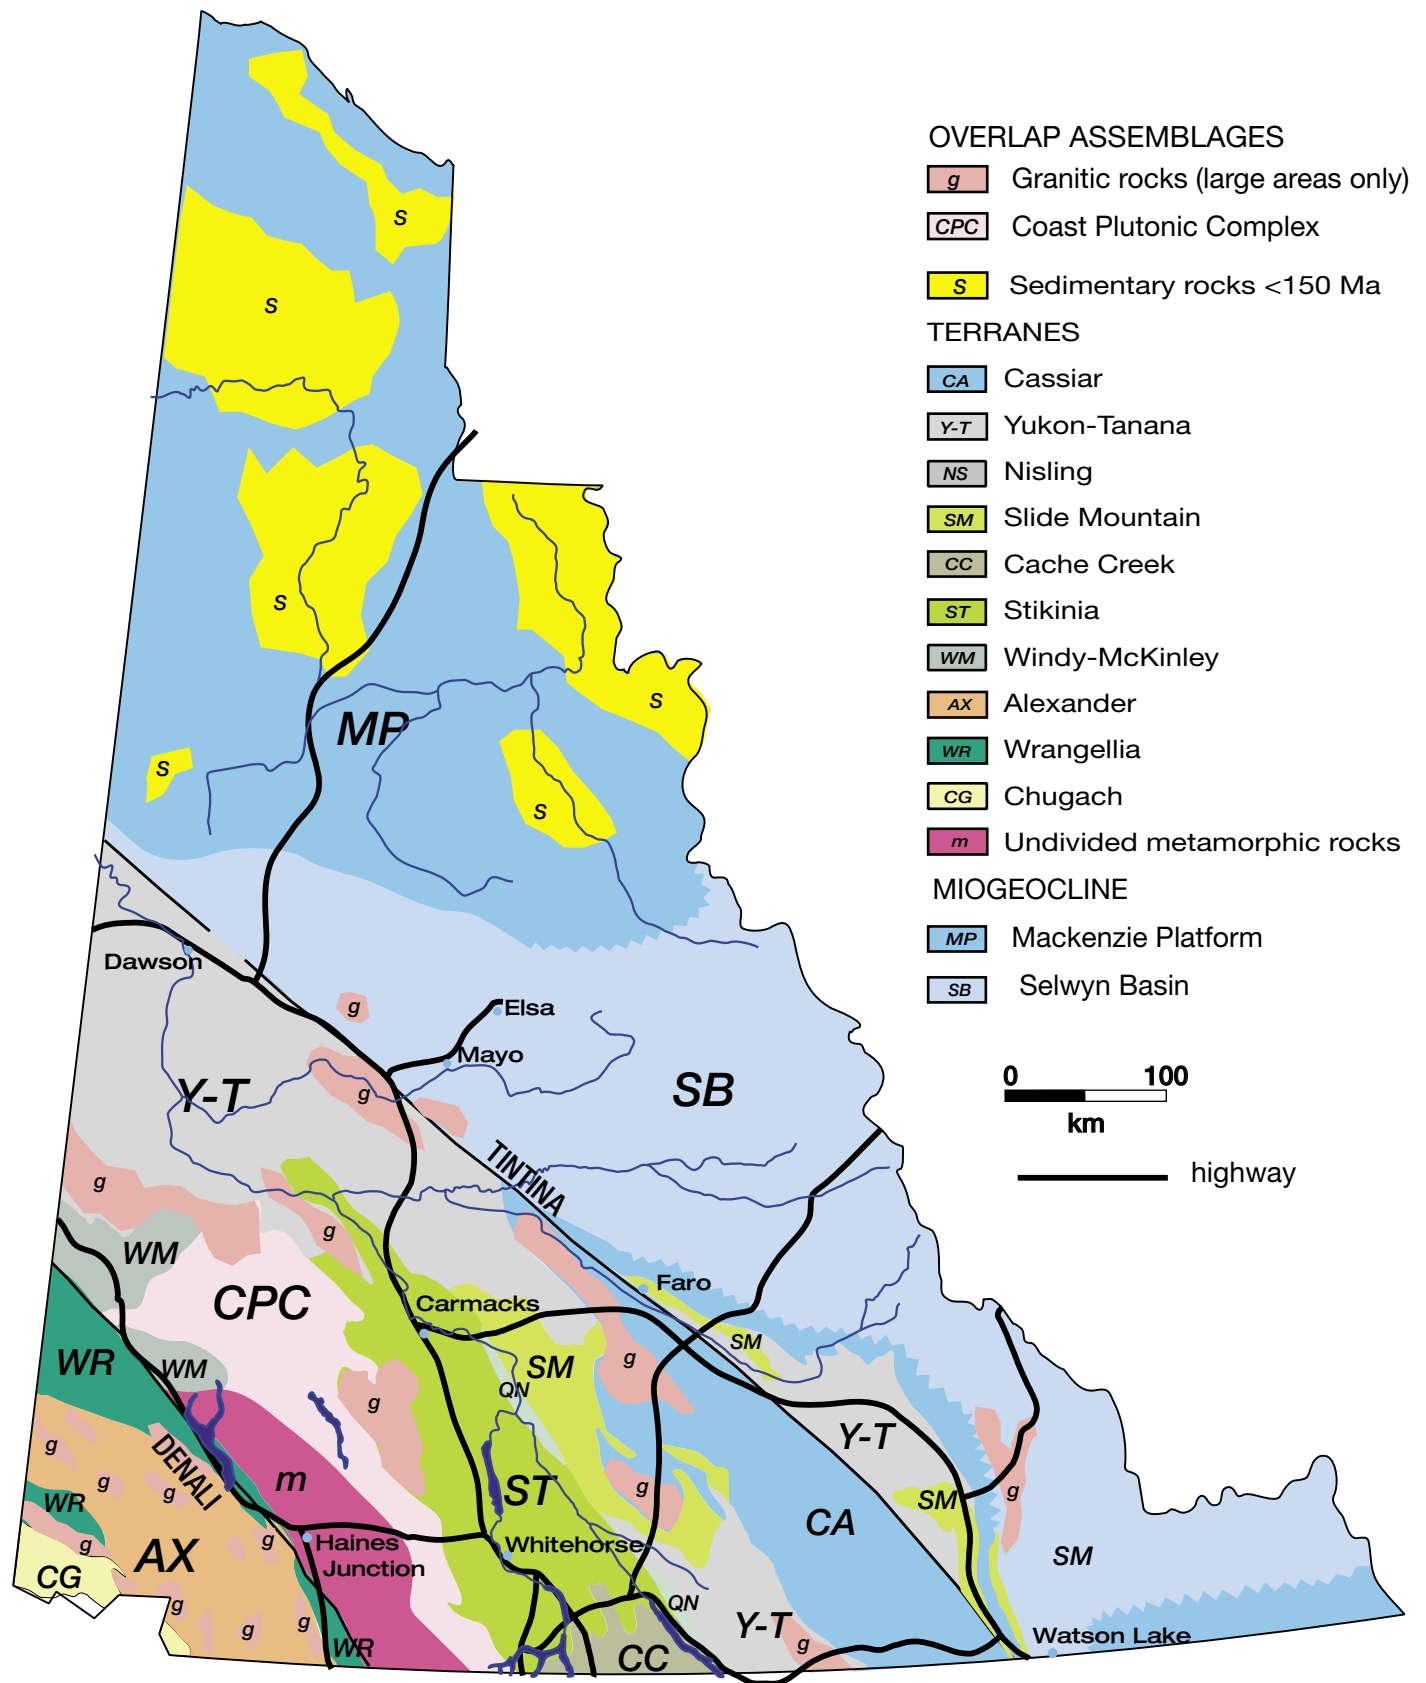 OVERLAP ASSEMBLAGES
g Granitic rocks (large areas only)
CPC Coast Plutonic Complex
S Sedimentary rocks <150 Ma
TERRANES
CA Cassiar
Y-T Yukon-Tanana
NS Nisling
SM Slide Mountain
CC Cache Creek
ST Stikinia
WM Windy-McKinley
AX Alexander
WR Wrangellia
CG Chugach
m Undivided metamorphic rocks
MIOGEOCLINE
MP Mackenzie Platform
SB Selwyn Basin
0 100
km
highway
S
S
S
S
MP
S
S
Dawson
g
Elsa
Mayo
Y-T
g
SB
TINTINA
g
g
WM
CPC
Faro
Carmacks
SM
WR
WM
SM
g
QN
g
Y-T
g
DENALI
m
g
g
WR
ST
g
SM
g
CA
g
Haines
Junction
Whitehorse
g
AX
CG
SM
g
QN
g
g
Y-T
g
WR
CC
Watson Lake